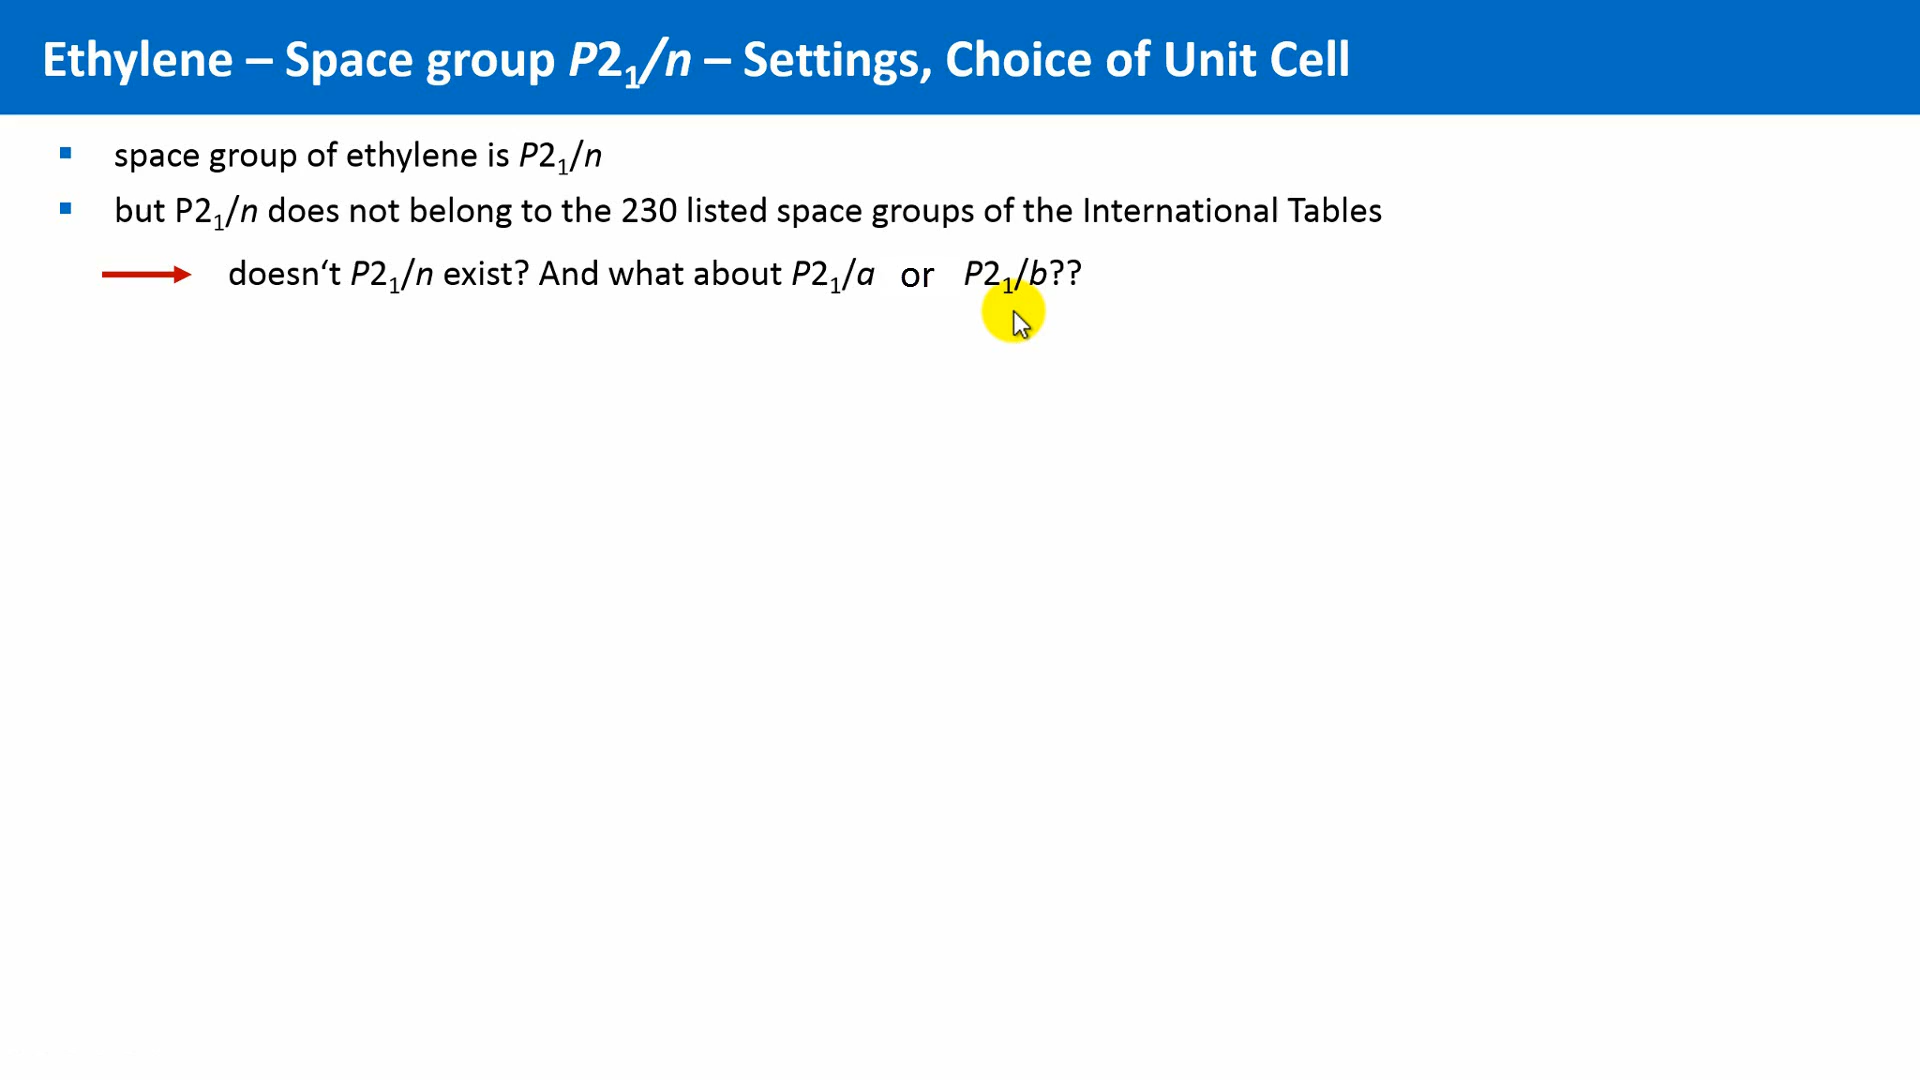 Ethylene – Space group P2₁/n – Settings, Choice of Unit Cell
space group of ethylene is P2₁/n
but P2₁/n does not belong to the 230 listed space groups of the International Tables
doesn‘t P2₁/n exist? And what about P2₁/a or P2₁/b??